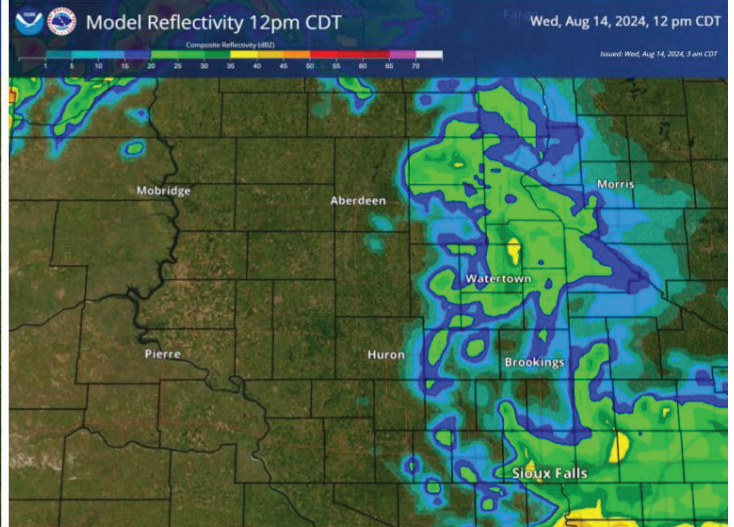 Model Reflectivity 12pm CDT
Wed, Aug 14, 2024, 12 pm CDT
Composite Reflectivity (dBZ)
Issued: Wed, Aug 14, 2024, 3 am CDT
1 5 10 15 20 25 30 35 40 45 50 55 60 65 70
Mobridge
Aberdeen
Morris
Watertown
Pierre
Huron
Brookings
Sioux Falls